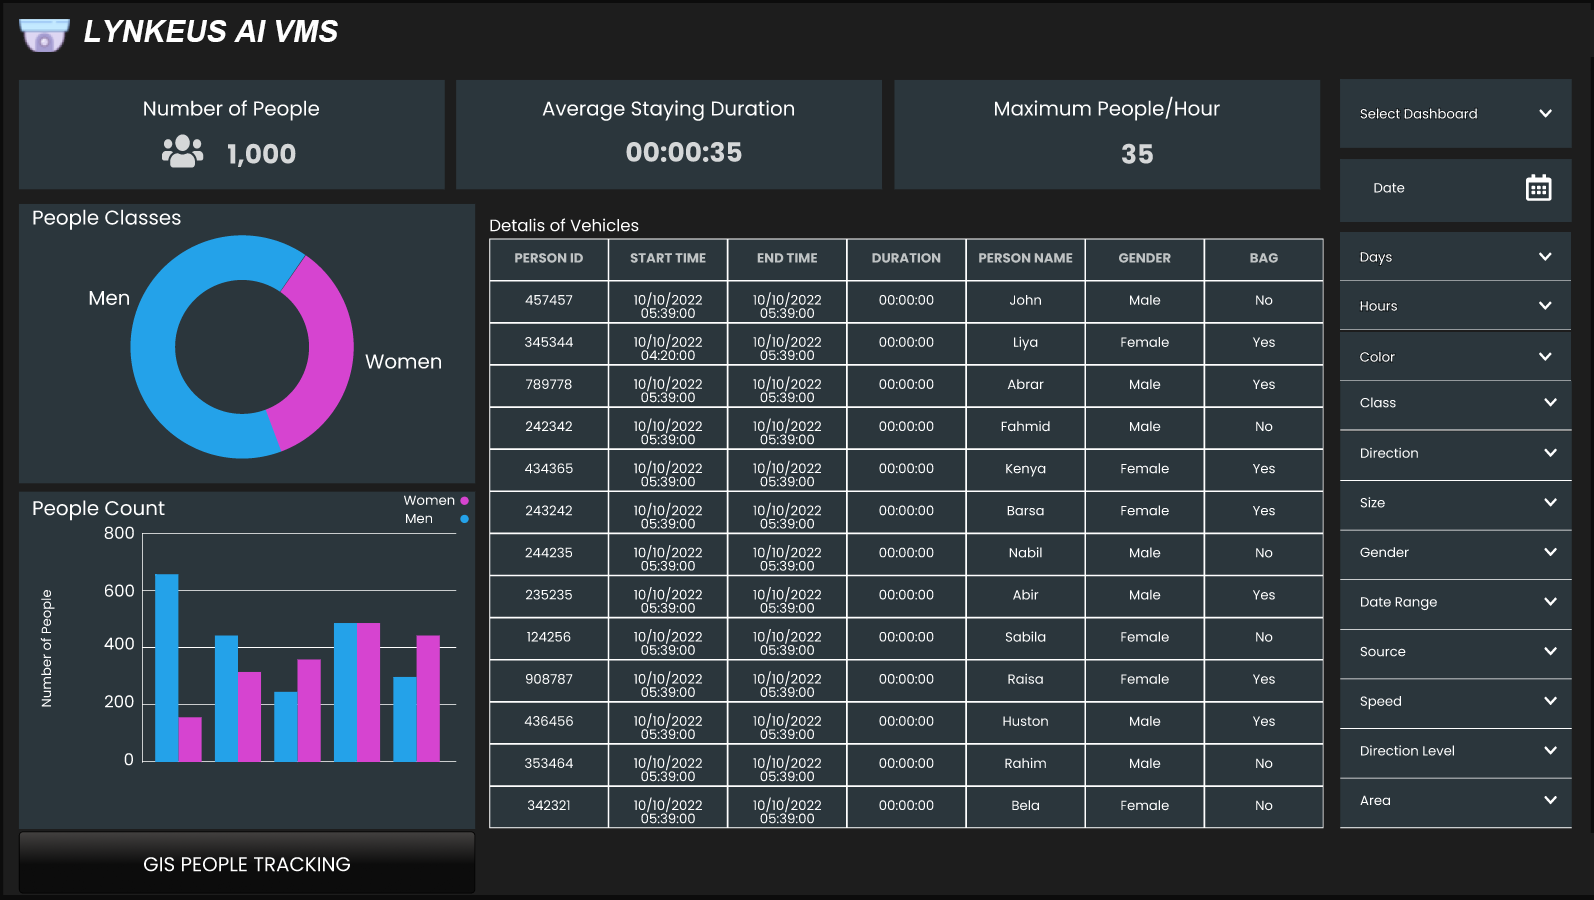 LYNKEUS AI VMS
Number of People
1,000
Average Staying Duration
00:00:35
Maximum People/Hour
35
Select Dashboard
Date
People Classes
Men
Women
People Count
Women
Men
800
600
400
200
0
Number of People
GIS PEOPLE TRACKING
Detalis of Vehicles
PERSON ID START TIME END TIME DURATION PERSON NAME GENDER BAG
457457 10/10/2022 10/10/2022 00:00:00 John Male No
05:39:00 05:39:00
345344 10/10/2022 10/10/2022 00:00:00 Liya Female Yes
04:20:00 05:39:00
789778 10/10/2022 10/10/2022 00:00:00 Abrar Male Yes
05:39:00 05:39:00
242342 10/10/2022 10/10/2022 00:00:00 Fahmid Male No
05:39:00 05:39:00
434365 10/10/2022 10/10/2022 00:00:00 Kenya Female Yes
05:39:00 05:39:00
243242 10/10/2022 10/10/2022 00:00:00 Barsa Female Yes
05:39:00 05:39:00
244235 10/10/2022 10/10/2022 00:00:00 Nabil Male No
05:39:00 05:39:00
235235 10/10/2022 10/10/2022 00:00:00 Abir Male Yes
05:39:00 05:39:00
124256 10/10/2022 10/10/2022 00:00:00 Sabila Female No
05:39:00 05:39:00
908787 10/10/2022 10/10/2022 00:00:00 Raisa Female Yes
05:39:00 05:39:00
436456 10/10/2022 10/10/2022 00:00:00 Huston Male Yes
05:39:00 05:39:00
353464 10/10/2022 10/10/2022 00:00:00 Rahim Male No
05:39:00 05:39:00
342321 10/10/2022 10/10/2022 00:00:00 Bela Female No
05:39:00 05:39:00
Days
Hours
Color
Class
Direction
Size
Gender
Date Range
Source
Speed
Direction Level
Area